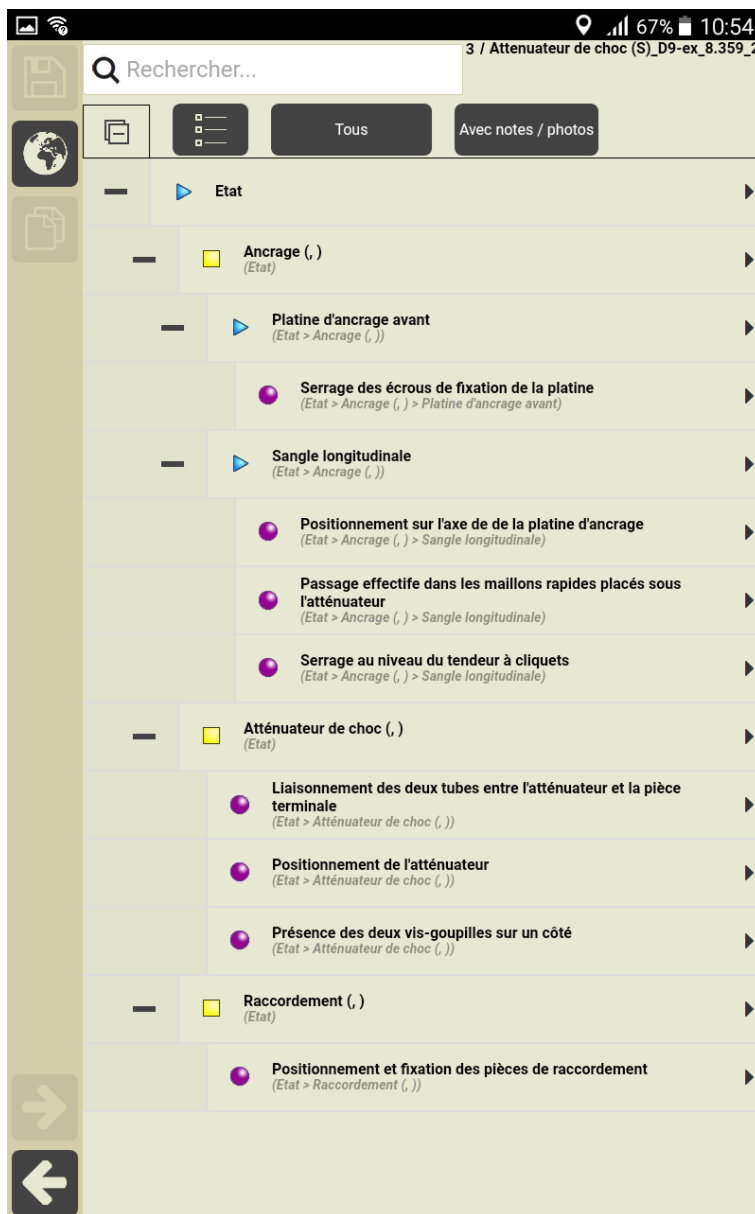 67% 10:54
3 / Attenuateur de choc (S)_D9-ex_8.359_2
Rechercher...
Tous
Avec notes / photos
Etat
Ancrage (, )
(Etat)
Platine d'ancrage avant
(Etat > Ancrage (, ))
Serrage des écrous de fixation de la platine
(Etat > Ancrage (, ) > Platine d'ancrage avant)
Sangle longitudinale
(Etat > Ancrage (, ))
Positionnement sur l'axe de de la platine d'ancrage
(Etat > Ancrage (, ) > Sangle longitudinale)
Passage effectife dans les maillons rapides placés sous
l'atténuateur
(Etat > Ancrage (, ) > Sangle longitudinale)
Serrage au niveau du tendeur à cliquets
(Etat > Ancrage (, ) > Sangle longitudinale)
Atténuateur de choc (, )
(Etat)
Liaisonnement des deux tubes entre l'atténuateur et la pièce
terminale
(Etat > Atténuateur de choc (, ))
Positionnement de l'atténuateur
(Etat > Atténuateur de choc (, ))
Présence des deux vis-goupilles sur un côté
(Etat > Atténuateur de choc (, ))
Raccordement (, )
(Etat)
Positionnement et fixation des pièces de raccordement
(Etat > Raccordement (, ))